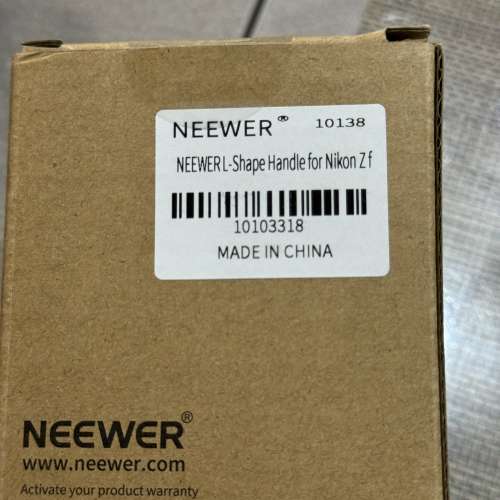 NEEWER® 10138
NEEWER L-Shape Handle for Nikon Z f
10103318
MADE IN CHINA
NEEWER®
www.neewer.com
Activate your product warranty